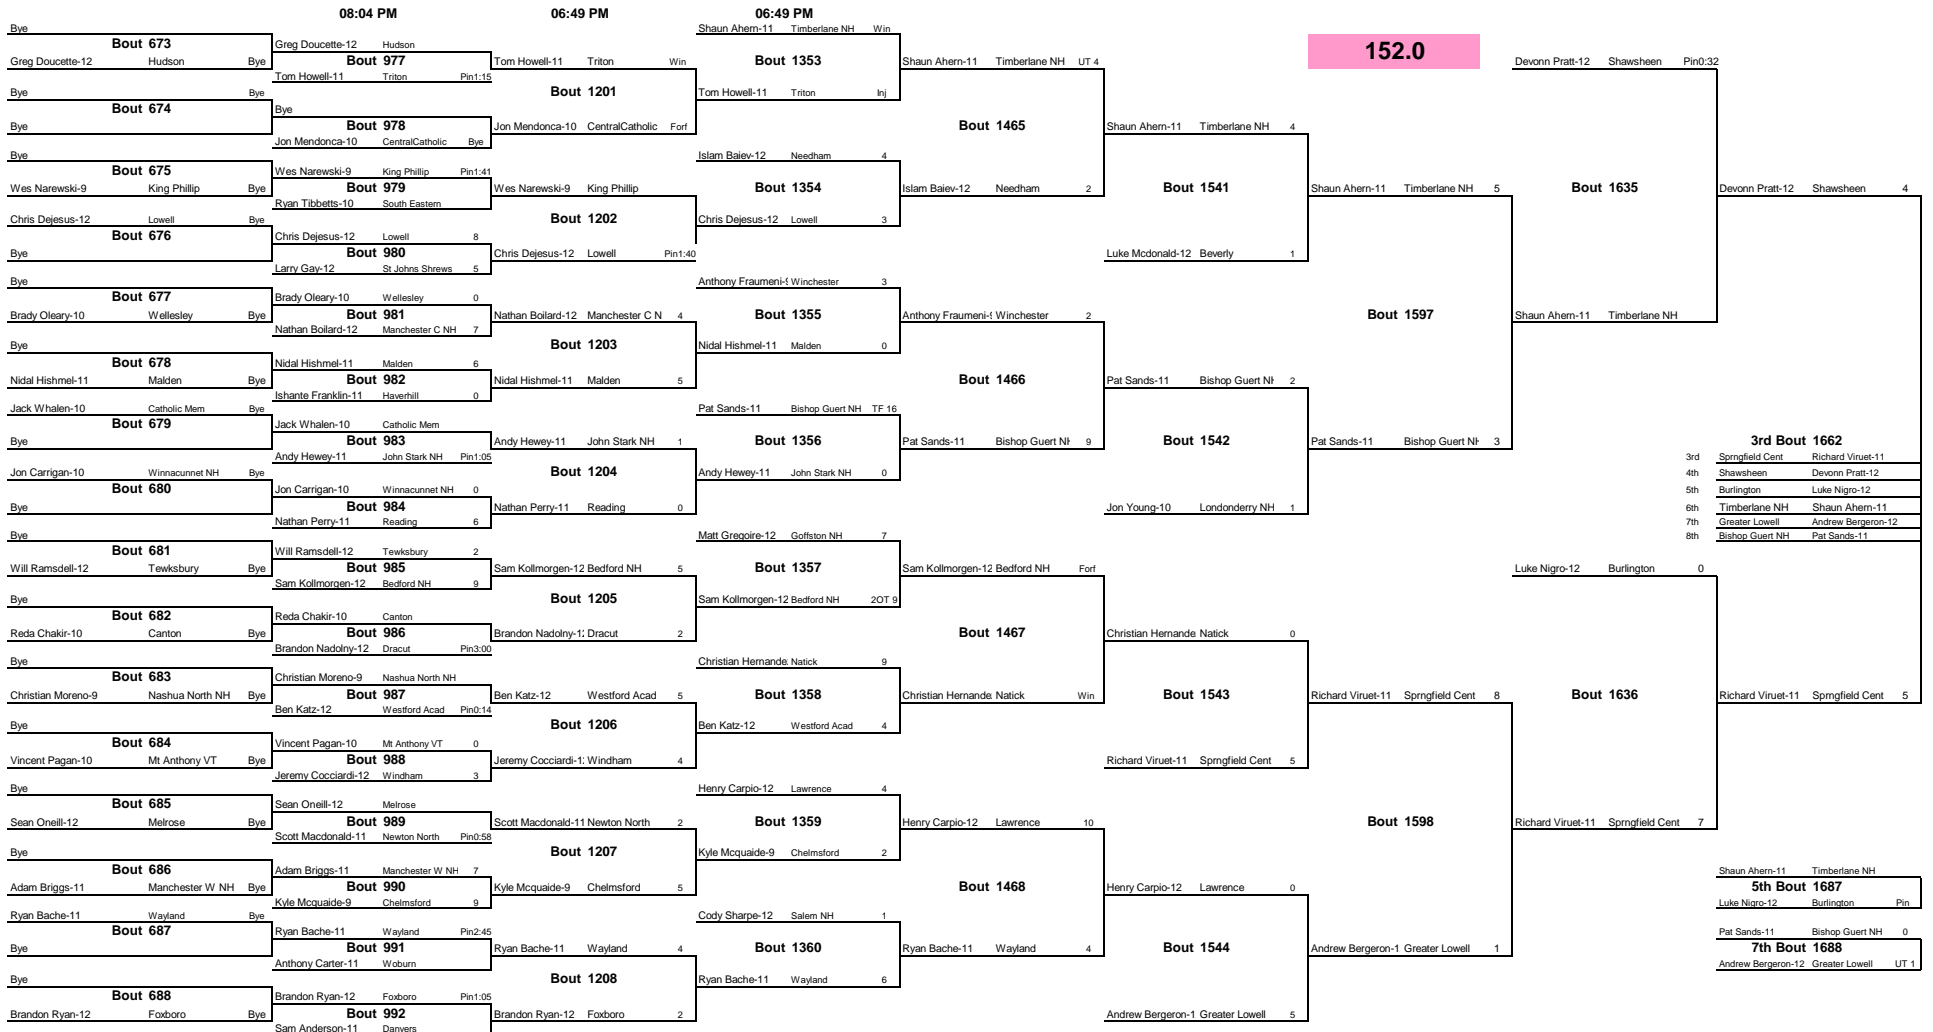 08:04 PM
06:49 PM
06:49 PM
152.0
Bye
Bout 673
Greg Doucette-12 Hudson Bye
Bye Bye
Bout 674
Bye
Bye
Bout 675
Wes Narewski-9 King Phillip Bye
Chris Dejesus-12 Lowell Bye
Bout 676
Bye
Bye
Bout 677
Brady Oleary-10 Wellesley Bye
Bye
Bout 678
Nidal Hishmel-11 Malden Bye
Jack Whalen-10 Catholic Mem Bye
Bout 679
Bye
Jon Carrigan-10 Winnacunnet NH Bye
Bout 680
Bye
Bye
Bout 681
Will Ramsdell-12 Tewksbury Bye
Bye
Bout 682
Reda Chakir-10 Canton Bye
Bye
Bout 683
Christian Moreno-9 Nashua North NH Bye
Bye
Bout 684
Vincent Pagan-10 Mt Anthony VT Bye
Bye
Bout 685
Sean Oneill-12 Melrose Bye
Bye
Bout 686
Adam Briggs-11 Manchester W NH Bye
Ryan Bache-11 Wayland Bye
Bout 687
Bye
Bye
Bout 688
Brandon Ryan-12 Foxboro Bye
Greg Doucette-12 Hudson
Bout 977
Tom Howell-11 Triton Pin1:15
Bye
Bout 978
Jon Mendonca-10 CentralCatholic Bye
Wes Narewski-9 King Phillip Pin1:41
Bout 979
Ryan Tibbetts-10 South Eastern
Chris Dejesus-12 Lowell 8
Bout 980
Larry Gay-12 St Johns Shrews 5
Brady Oleary-10 Wellesley 0
Bout 981
Nathan Boilard-12 Manchester C NH 7
Nidal Hishmel-11 Malden 6
Bout 982
Ishante Franklin-11 Haverhill 0
Jack Whalen-10 Catholic Mem
Bout 983
Andy Hewey-11 John Stark NH Pin1:05
Jon Carrigan-10 Winnacunnet NH 0
Bout 984
Nathan Perry-11 Reading 6
Will Ramsdell-12 Tewksbury 2
Bout 985
Sam Kollmorgen-12 Bedford NH 9
Reda Chakir-10 Canton
Bout 986
Brandon Nadolny-12 Dracut Pin3:00
Christian Moreno-9 Nashua North NH
Bout 987
Ben Katz-12 Westford Acad Pin0:14
Vincent Pagan-10 Mt Anthony VT 0
Bout 988
Jeremy Cocciardi-12 Windham 3
Sean Oneill-12 Melrose
Bout 989
Scott Macdonald-11 Newton North Pin0:58
Adam Briggs-11 Manchester W NH 7
Bout 990
Kyle Mcquaide-9 Chelmsford 9
Ryan Bache-11 Wayland Pin2:45
Bout 991
Anthony Carter-11 Woburn
Brandon Ryan-12 Foxboro Pin1:05
Bout 992
Sam Anderson-11 Danvers
Tom Howell-11 Triton Win
Bout 1201
Jon Mendonca-10 CentralCatholic Forf
Wes Narewski-9 King Phillip
Bout 1202
Chris Dejesus-12 Lowell Pin1:40
Nathan Boilard-12 Manchester C N 4
Bout 1203
Nidal Hishmel-11 Malden 5
Andy Hewey-11 John Stark NH 1
Bout 1204
Nathan Perry-11 Reading 0
Sam Kollmorgen-12 Bedford NH 5
Bout 1205
Brandon Nadolny-1 Dracut 2
Ben Katz-12 Westford Acad 5
Bout 1206
Jeremy Cocciardi-1 Windham 4
Scott Macdonald-11 Newton North 2
Bout 1207
Kyle Mcquaide-9 Chelmsford 5
Ryan Bache-11 Wayland 4
Bout 1208
Brandon Ryan-12 Foxboro 2
Shaun Ahern-11 Timberlane NH Win
Bout 1353
Tom Howell-11 Triton Inj
Islam Baiev-12 Needham 4
Bout 1354
Chris Dejesus-12 Lowell 3
Anthony Fraumeni- Winchester 3
Bout 1355
Nidal Hishmel-11 Malden 0
Pat Sands-11 Bishop Guert NH TF 16
Bout 1356
Andy Hewey-11 John Stark NH 0
Matt Gregoire-12 Goffston NH 7
Bout 1357
Sam Kollmorgen-12 Bedford NH 2OT 9
Christian Hernande Natick 9
Bout 1358
Ben Katz-12 Westford Acad 4
Henry Carpio-12 Lawrence 4
Bout 1359
Kyle Mcquaide-9 Chelmsford 2
Cody Sharpe-12 Salem NH 1
Bout 1360
Ryan Bache-11 Wayland 6
Shaun Ahern-11 Timberlane NH UT 4
Bout 1465
Islam Baiev-12 Needham 2
Anthony Fraumeni- Winchester 2
Bout 1466
Pat Sands-11 Bishop Guert NH 9
Sam Kollmorgen-12 Bedford NH Forf
Bout 1467
Christian Hernande Natick Win
Henry Carpio-12 Lawrence 10
Bout 1468
Ryan Bache-11 Wayland 4
Shaun Ahern-11 Timberlane NH 4
Bout 1541
Luke Mcdonald-12 Beverly 1
Pat Sands-11 Bishop Guert NH 2
Bout 1542
Jon Young-10 Londonderry NH 1
Christian Hernande Natick 0
Bout 1543
Richard Viruet-11 Sprngfield Cent 5
Henry Carpio-12 Lawrence 0
Bout 1544
Andrew Bergeron-1 Greater Lowell 5
Shaun Ahern-11 Timberlane NH 5
Bout 1597
Pat Sands-11 Bishop Guert NH 3
Richard Viruet-11 Sprngfield Cent 8
Bout 1598
Andrew Bergeron-1 Greater Lowell 1
Devonn Pratt-12 Shawsheen Pin0:32
Bout 1635
Shaun Ahern-11 Timberlane NH
Luke Nigro-12 Burlington 0
Bout 1636
Richard Viruet-11 Sprngfield Cent 7
Devonn Pratt-12 Shawsheen 4
3rd Bout 1662
3rd Sprngfield Cent Richard Viruet-11
4th Shawsheen Devonn Pratt-12
5th Burlington Luke Nigro-12
6th Timberlane NH Shaun Ahern-11
7th Greater Lowell Andrew Bergeron-12
8th Bishop Guert NH Pat Sands-11
Richard Viruet-11 Sprngfield Cent 5
Shaun Ahern-11 Timberlane NH
5th Bout 1687
Luke Nigro-12 Burlington Pin
Pat Sands-11 Bishop Guert NH 0
7th Bout 1688
Andrew Bergeron-12 Greater Lowell UT 1